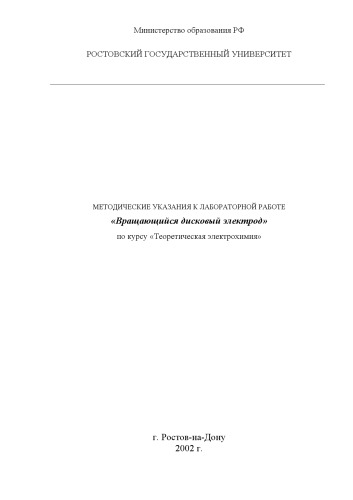 Министерство образования РФ
РОСТОВСКИЙ ГОСУДАРСТВЕННЫЙ УНИВЕРСИТЕТ
МЕТОДИЧЕСКИЕ УКАЗАНИЯ К ЛАБОРАТОРНОЙ РАБОТЕ
«Вращающийся дисковый электрод»
по курсу «Теоретическая электрохимия»
г. Ростов-на-Дону
2002 г.